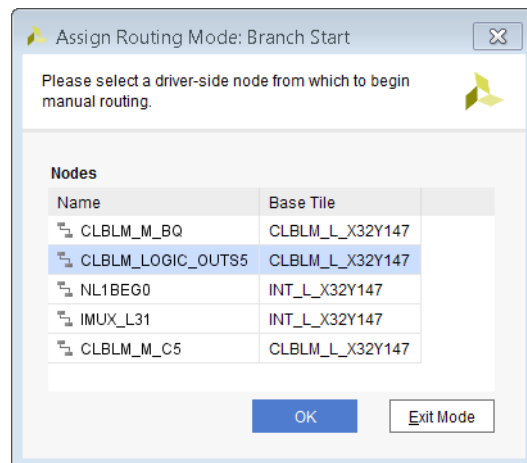 Assign Routing Mode: Branch Start
Please select a driver-side node from which to begin
manual routing.
Nodes
Name Base Tile
CLBLM_M_BQ CLBLM_L_X32Y147
CLBLM_LOGIC_OUTS5 CLBLM_L_X32Y147
NL1BEG0 INT_L_X32Y147
IMUX_L31 INT_L_X32Y147
CLBLM_M_C5 CLBLM_L_X32Y147
OK Exit Mode